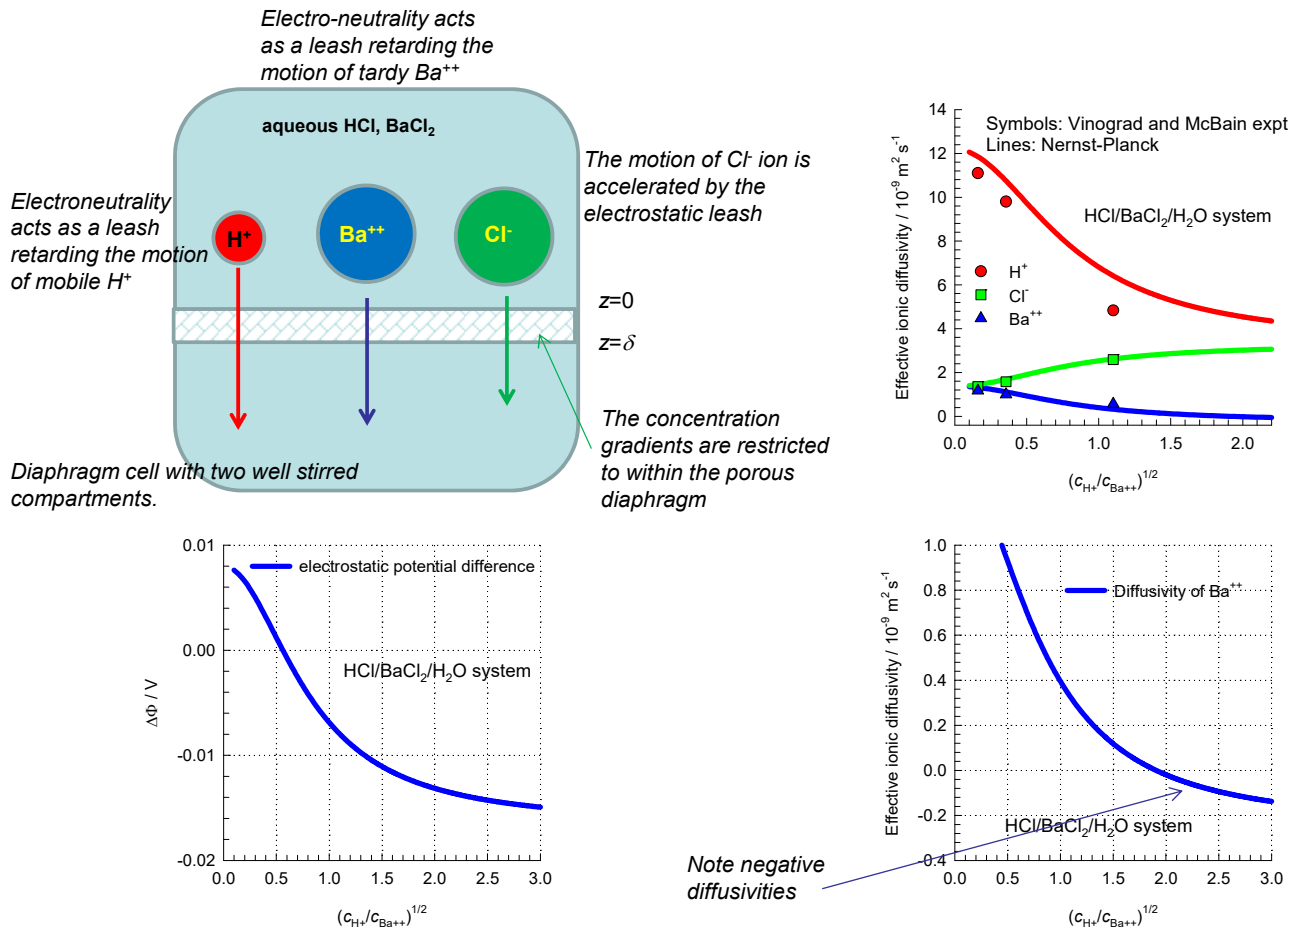 Electro-neutrality acts
as a leash retarding the
motion of tardy Ba⁺⁺
aqueous HCl, BaCl₂
Electroneutrality
acts as a leash
retarding the motion
of mobile H⁺
H⁺
Ba⁺⁺
Cl⁻
The motion of Cl⁻ ion is
accelerated by the
electrostatic leash
z=0
z=δ
The concentration
gradients are restricted
to within the porous
diaphragm
Diaphragm cell with two well stirred
compartments.
Effective ionic diffusivity / 10⁻⁹ m² s⁻¹
14
12
10
8
6
4
2
0
Symbols: Vinograd and McBain expt
Lines: Nernst-Planck
HCl/BaCl₂/H₂O system
H⁺
Cl⁻
Ba⁺⁺
0.0 0.5 1.0 1.5 2.0
(c_H+/c_Ba++)^1/2
ΔΦ / V
0.01
0.00
-0.01
-0.02
electrostatic potential difference
HCl/BaCl₂/H₂O system
0.0 0.5 1.0 1.5 2.0 2.5 3.0
(c_H+/c_Ba++)^1/2
Effective ionic diffusivity / 10⁻⁹ m² s⁻¹
1.0
0.8
0.6
0.4
0.2
0.0
-0.2
-0.4
Diffusivity of Ba⁺⁺
HCl/BaCl₂/H₂O system
0.0 0.5 1.0 1.5 2.0 2.5 3.0
(c_H+/c_Ba++)^1/2
Note negative
diffusivities